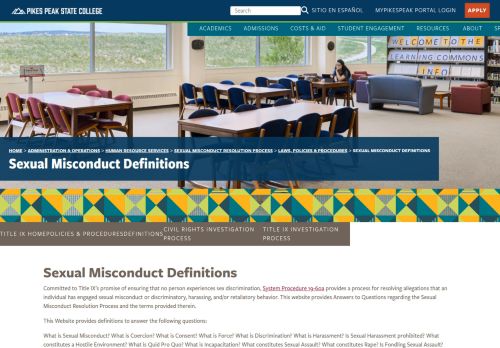 PIKES PEAK STATE COLLEGE
Search
SITIO EN ESPAÑOL
MYPIKESPEAK PORTAL LOGIN
APPLY
ACADEMICS ADMISSIONS COSTS & AID STUDENT ENGAGEMENT RESOURCES ABOUT SP
WELCOME TO THE
LEARNING COMMONS
INFO
HOME > ADMINISTRATION & OPERATIONS > HUMAN RESOURCE SERVICES > SEXUAL MISCONDUCT RESOLUTION PROCESS > LAWS, POLICIES & PROCEDURES > SEXUAL MISCONDUCT DEFINITIONS
Sexual Misconduct Definitions
TITLE IX HOME POLICIES & PROCEDURES DEFINITIONS CIVIL RIGHTS INVESTIGATION PROCESS TITLE IX INVESTIGATION PROCESS
Sexual Misconduct Definitions
Committed to Title IX's promise of ensuring that no person experiences sex discrimination, System Procedure 19-60a provides a process for resolving allegations that an
individual has engaged sexual misconduct or discriminatory, harassing, and/or retaliatory behavior. This website provides Answers to Questions regarding the Sexual
Misconduct Resolution Process and the terms provided therein.
This Website provides definitions to answer the following questions:
What is Sexual Misconduct? What is Coercion? What is Consent? What is Force? What is Discrimination? What is Harassment? Is Sexual Harassment prohibited? What
constitutes a Hostile Environment? What is Quid Pro Quo? What is Incapacitation? What constitutes Sexual Assault? What constitutes Rape? Is Fondling Sexual Assault?